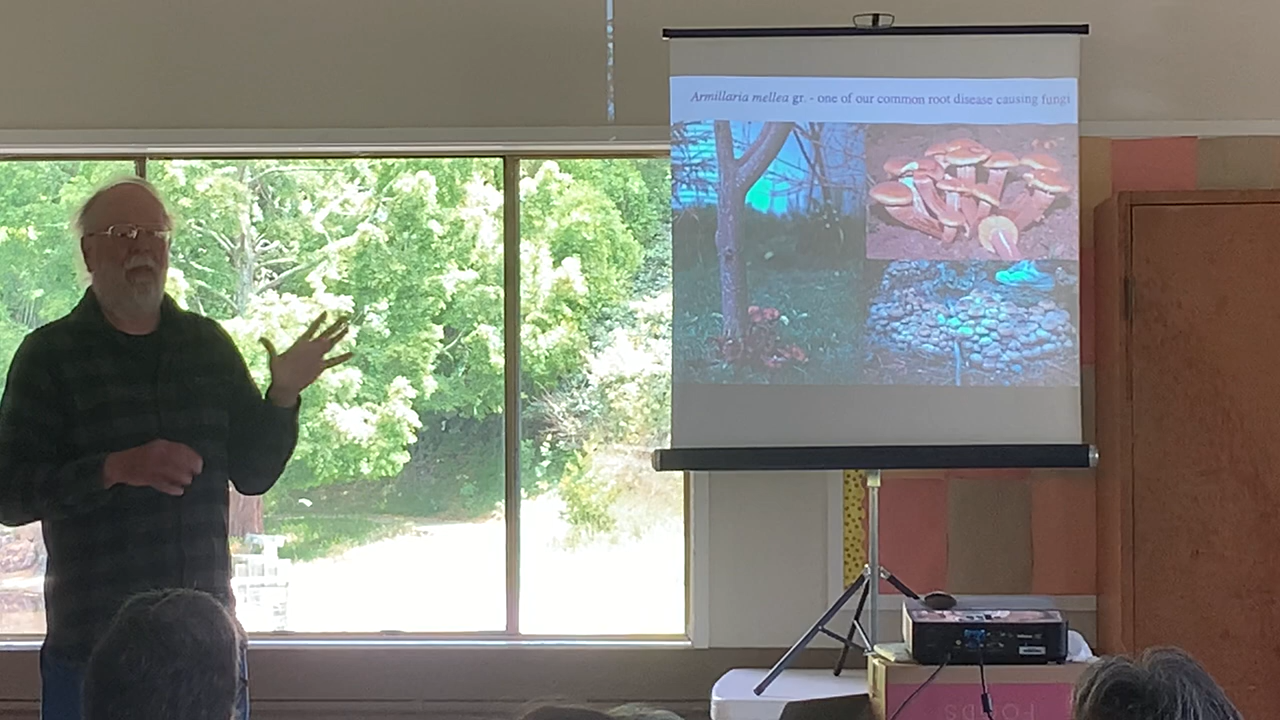 Armillaria mellea gr. - one of our common root disease causing fungi